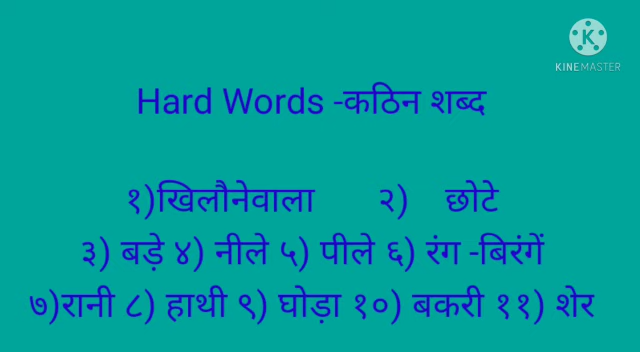 KINEMASTER
Hard Words -कठिन शब्द
१)खिलौनेवाला २) छोटे
३) बड़े ४) नीले ५) पीले ६) रंग -बिरंगें
७)रानी ८) हाथी ९) घोड़ा १०) बकरी ११) शेर